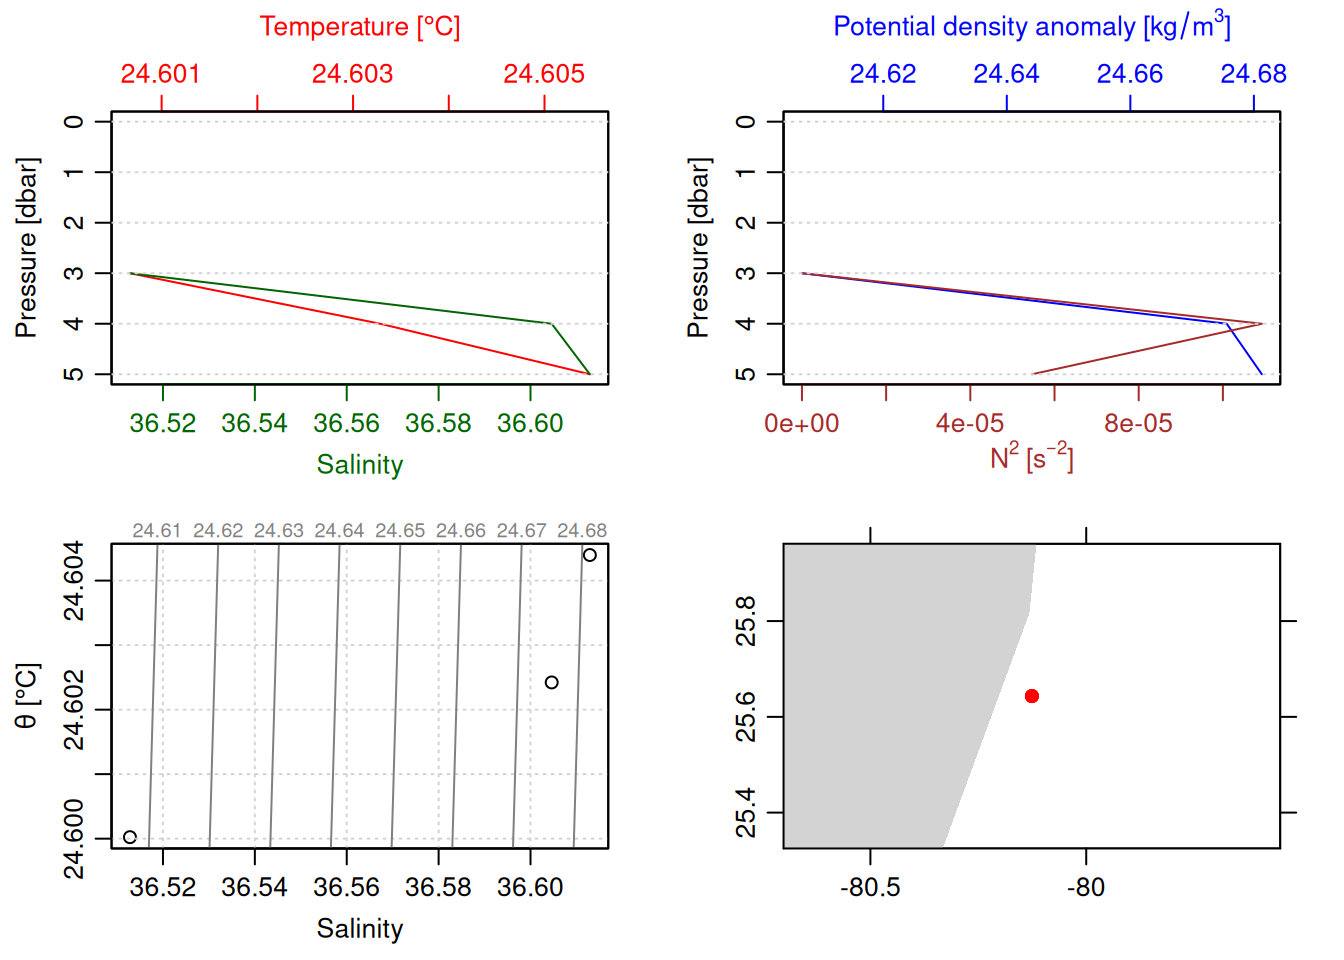 Temperature [°C]
24.601 24.603 24.605
Pressure [dbar]
0 1 2 3 4 5
36.52 36.54 36.56 36.58 36.60
Salinity
Potential density anomaly [kg/m³]
24.62 24.64 24.66 24.68
Pressure [dbar]
0 1 2 3 4 5
0e+00 4e-05 8e-05
N² [s⁻²]
24.61 24.62 24.63 24.64 24.65 24.66 24.67 24.68
θ [°C]
24.604 24.602 24.600
36.52 36.54 36.56 36.58 36.60
Salinity
25.8 25.6 25.4
-80.5 -80